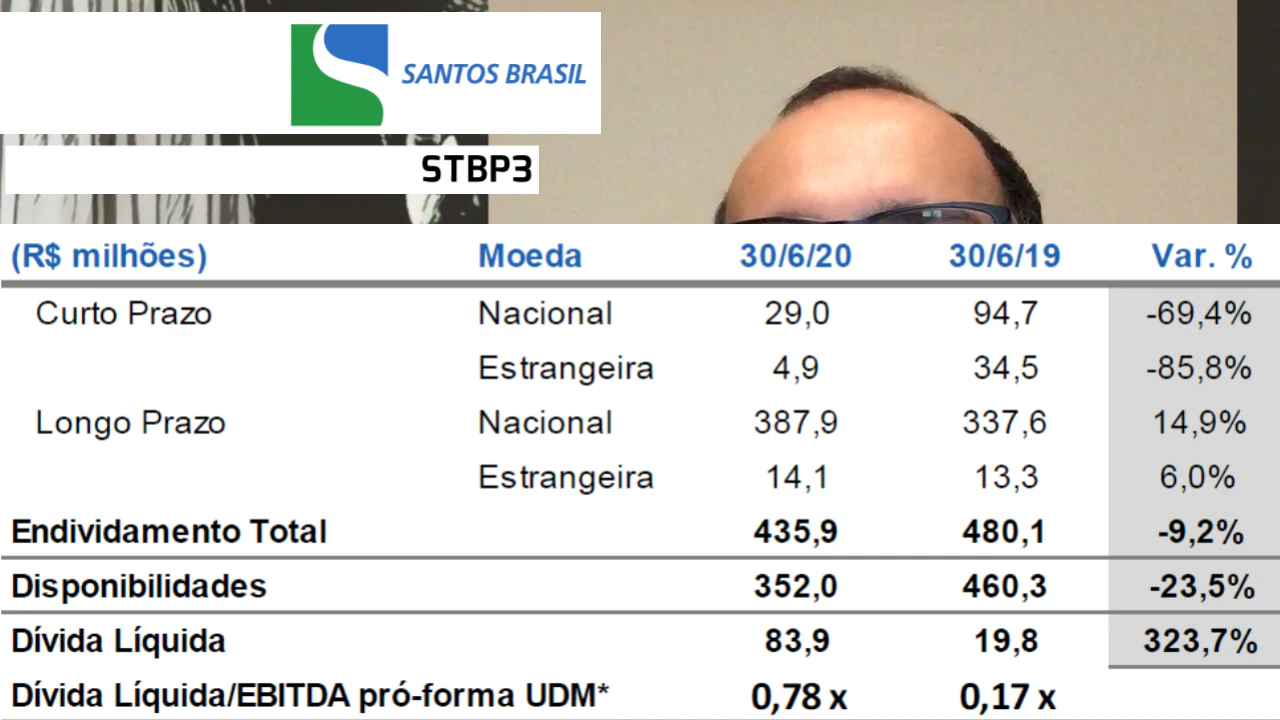 SANTOS BRASIL
STBP3
(R$ milhões) Moeda 30/6/20 30/6/19 Var. %
Curto Prazo Nacional 29,0 94,7 -69,4%
Estrangeira 4,9 34,5 -85,8%
Longo Prazo Nacional 387,9 337,6 14,9%
Estrangeira 14,1 13,3 6,0%
Endividamento Total 435,9 480,1 -9,2%
Disponibilidades 352,0 460,3 -23,5%
Dívida Líquida 83,9 19,8 323,7%
Dívida Líquida/EBITDA pró-forma UDM* 0,78 x 0,17 x